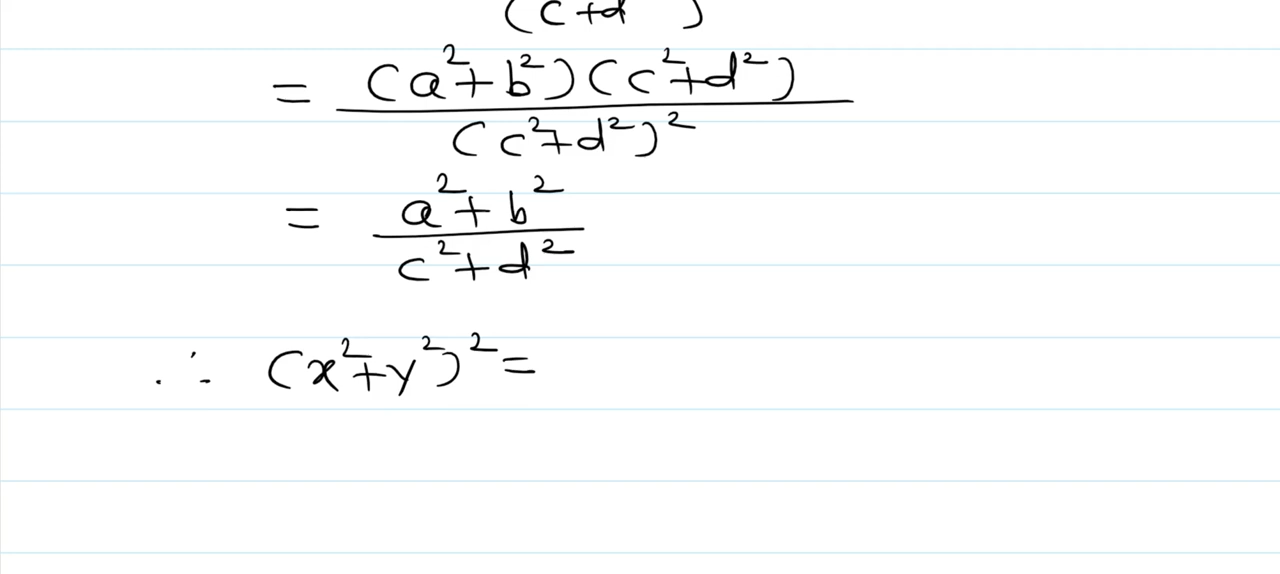 (c+d )
= (a²+b²)(c²+d²) / (c²+d²)²
= a²+b² / c²+d²
∴ (x²+y²)² =